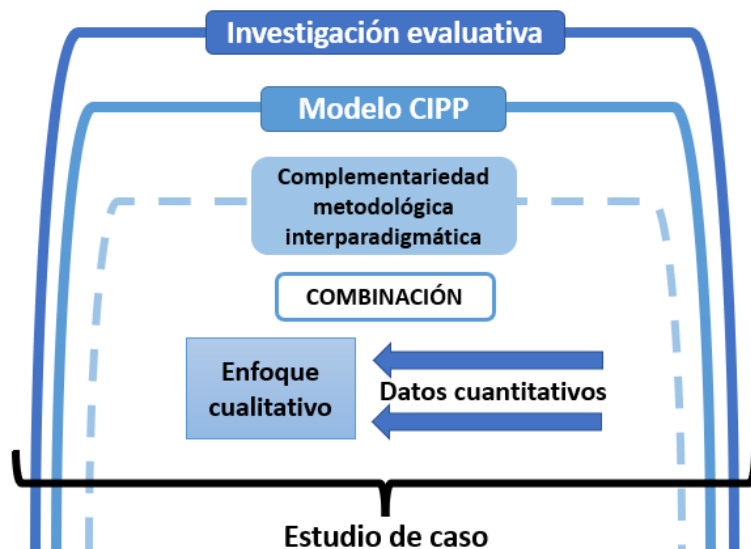 Investigación evaluativa
Modelo CIPP
Complementariedad
metodológica
interparadigmática
COMBINACIÓN
Enfoque
cualitativo
Datos cuantitativos
Estudio de caso